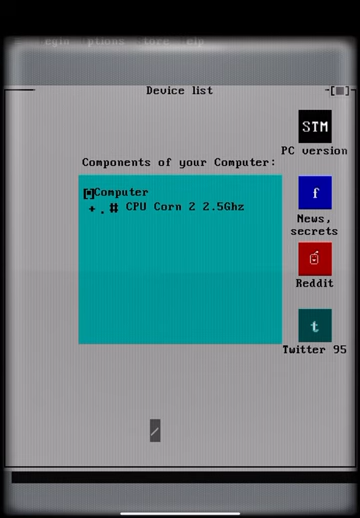 Device list
STM
PC version
Components of your Computer:
[▪]Computer
+ . # CPU Corn 2 2.5Ghz
f
News,
secrets
Reddit
t
Twitter 95